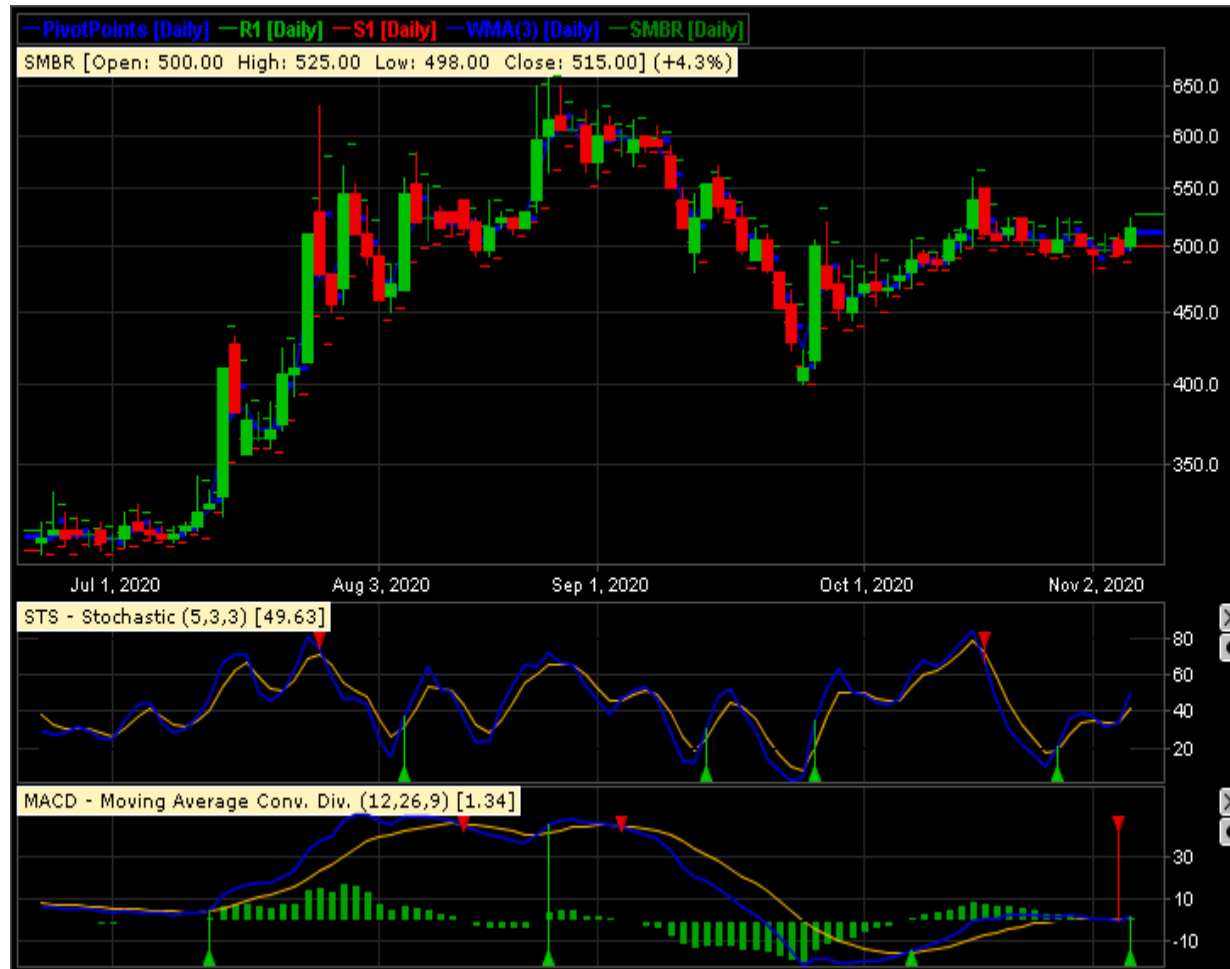 PivotPoints [Daily] R1 [Daily] S1 [Daily] WMA(3) [Daily] SMBR [Daily]
SMBR [Open: 500.00 High: 525.00 Low: 498.00 Close: 515.00] (+4.3%)
650.0
600.0
550.0
500.0
450.0
400.0
350.0
Jul 1, 2020 Aug 3, 2020 Sep 1, 2020 Oct 1, 2020 Nov 2, 2020
STS - Stochastic (5,3,3) [49.63]
80
60
40
20
MACD - Moving Average Conv. Div. (12,26,9) [1.34]
30
10
-10